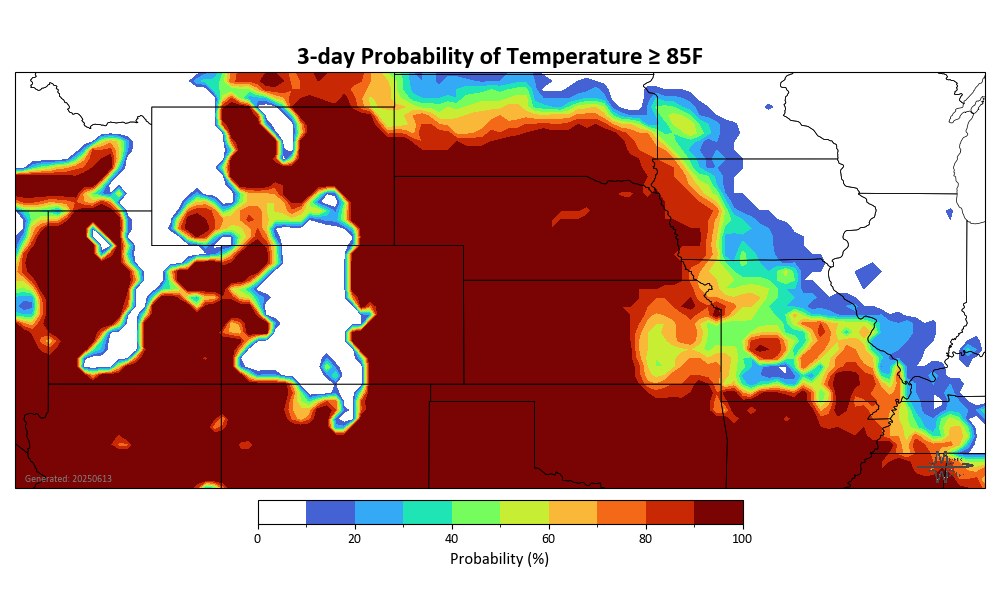 3-day Probability of Temperature ≥ 85F
Generated: 20250613
0 20 40 60 80 100
Probability (%)